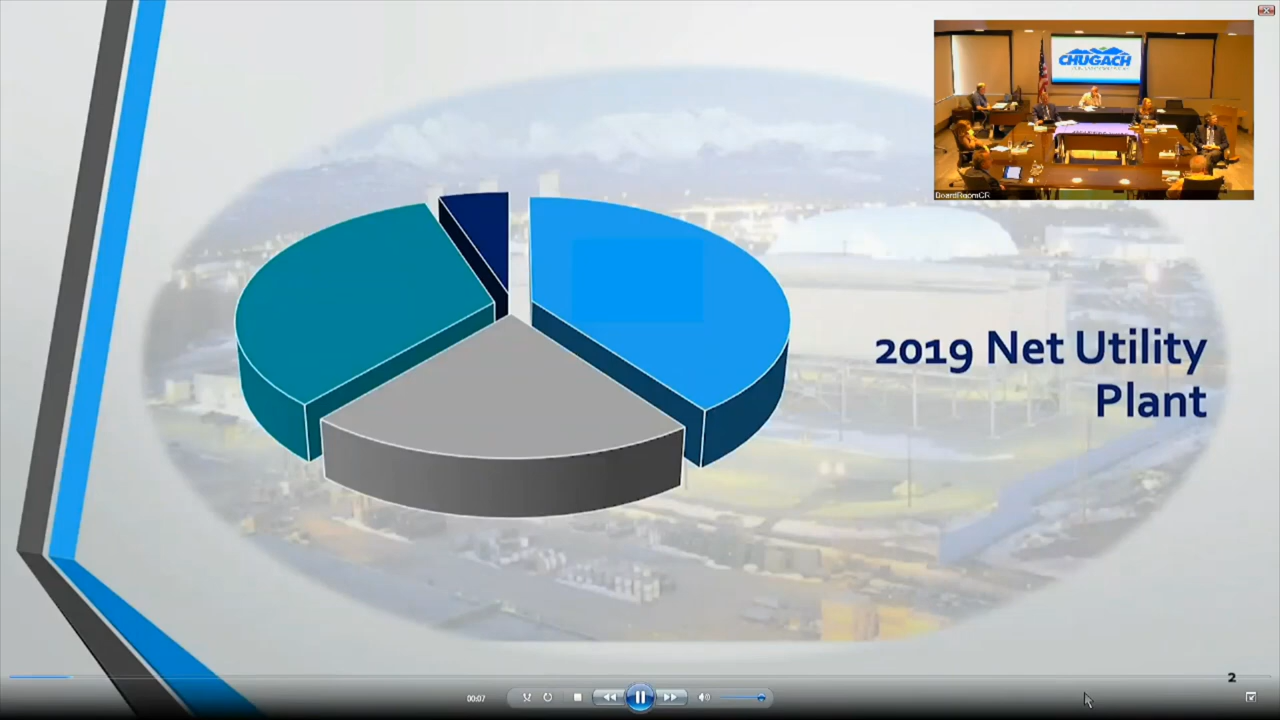 CHUGACH
BoardRoomCR
2019 Net Utility
Plant
2
00:07